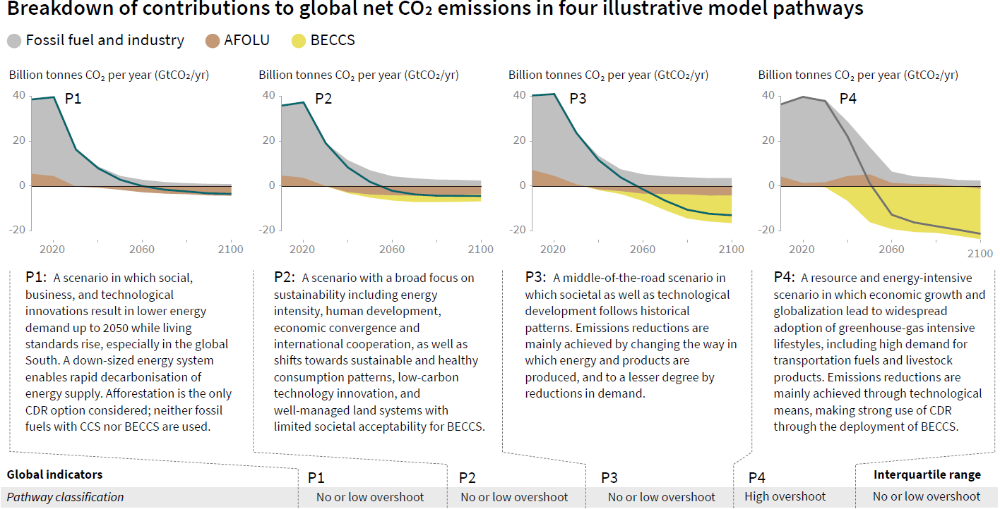 Breakdown of contributions to global net CO₂ emissions in four illustrative model pathways
Fossil fuel and industry AFOLU BECCS
Billion tonnes CO₂ per year (GtCO₂/yr)
40
20
0
-20
P1
2020 2060 2100
Billion tonnes CO₂ per year (GtCO₂/yr)
40
20
0
-20
P2
2020 2060 2100
Billion tonnes CO₂ per year (GtCO₂/yr)
40
20
0
-20
P3
2020 2060 2100
Billion tonnes CO₂ per year (GtCO₂/yr)
40
20
0
-20
P4
2020 2060 2100
P1: A scenario in which social,
business, and technological
innovations result in lower energy
demand up to 2050 while living
standards rise, especially in the global
South. A down-sized energy system
enables rapid decarbonisation of
energy supply. Afforestation is the only
CDR option considered; neither fossil
fuels with CCS nor BECCS are used.
P2: A scenario with a broad focus on
sustainability including energy
intensity, human development,
economic convergence and
international cooperation, as well as
shifts towards sustainable and healthy
consumption patterns, low-carbon
technology innovation, and
well-managed land systems with
limited societal acceptability for BECCS.
P3: A middle-of-the-road scenario in
which societal as well as technological
development follows historical
patterns. Emissions reductions are
mainly achieved by changing the way in
which energy and products are
produced, and to a lesser degree by
reductions in demand.
P4: A resource and energy-intensive
scenario in which economic growth and
globalization lead to widespread
adoption of greenhouse-gas intensive
lifestyles, including high demand for
transportation fuels and livestock
products. Emissions reductions are
mainly achieved through technological
means, making strong use of CDR
through the deployment of BECCS.
Global indicators P1 P2 P3 P4 Interquartile range
Pathway classification No or low overshoot No or low overshoot No or low overshoot High overshoot No or low overshoot